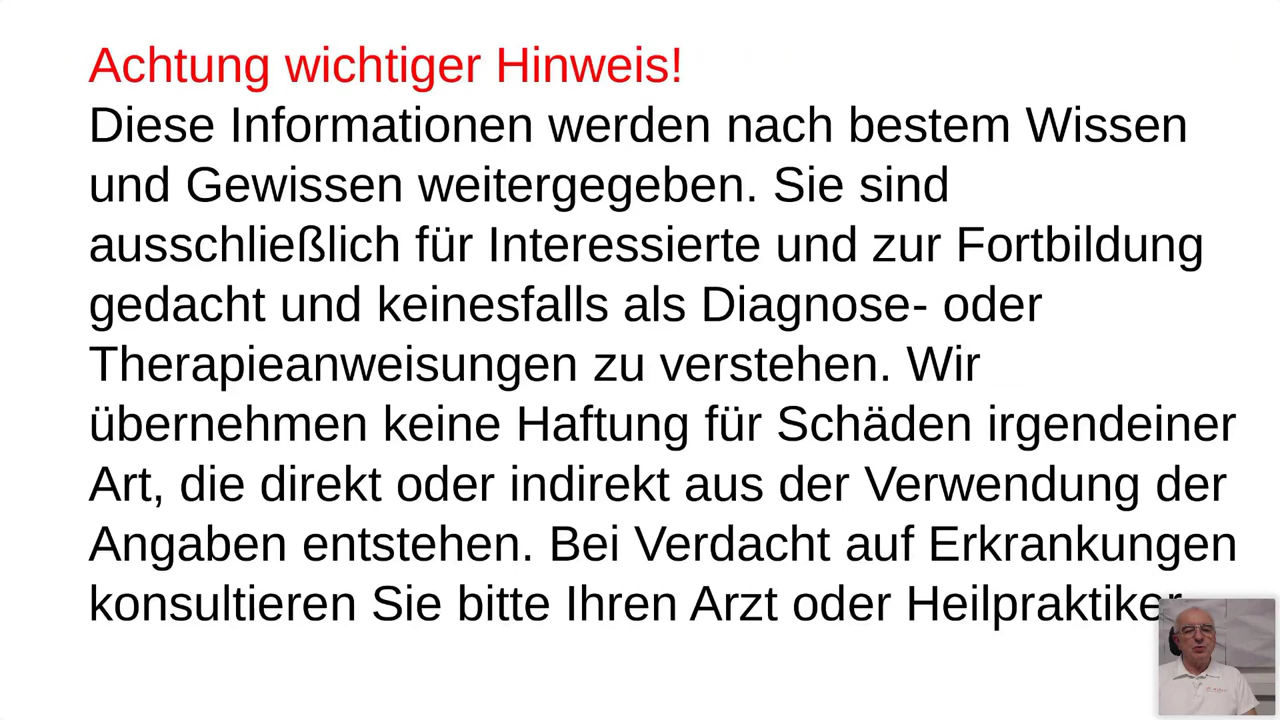 Achtung wichtiger Hinweis!
Diese Informationen werden nach bestem Wissen
und Gewissen weitergegeben. Sie sind
ausschließlich für Interessierte und zur Fortbildung
gedacht und keinesfalls als Diagnose- oder
Therapieanweisungen zu verstehen. Wir
übernehmen keine Haftung für Schäden irgendeiner
Art, die direkt oder indirekt aus der Verwendung der
Angaben entstehen. Bei Verdacht auf Erkrankungen
konsultieren Sie bitte Ihren Arzt oder Heilpraktiker